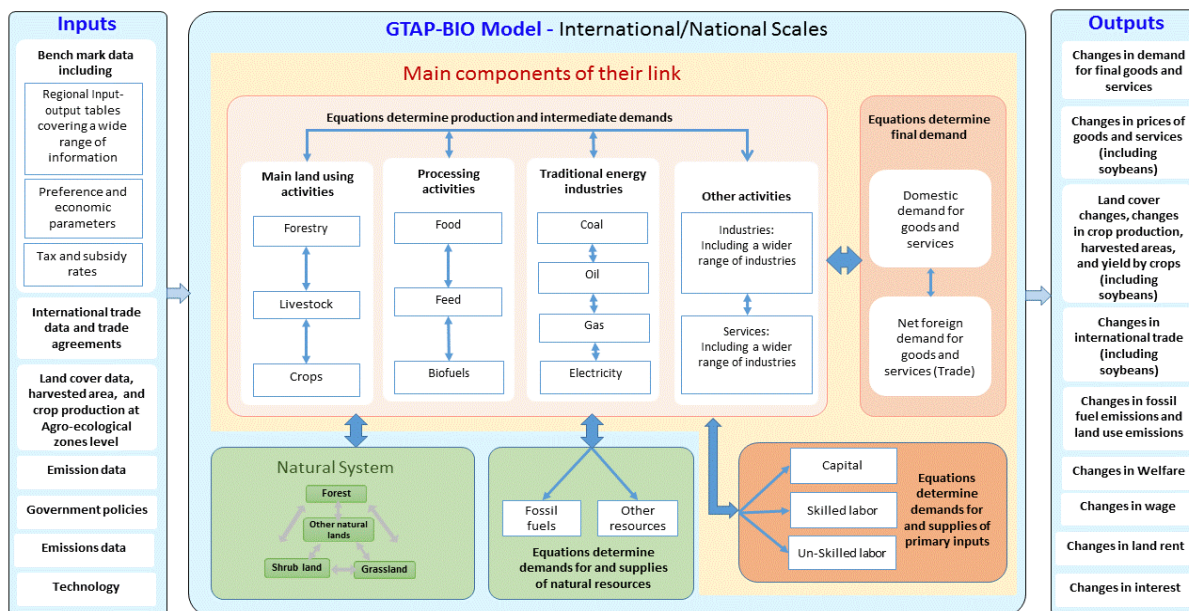 Inputs
Bench mark data
including
Regional Input-
output tables
covering a wide
range of
information
Preference and
economic
parameters
Tax and subsidy
rates
International trade
data and trade
agreements
Land cover data,
harvested area, and
crop production at
Agro-ecological
zones level
Emission data
Government policies
Emissions data
Technology
GTAP-BIO Model - International/National Scales
Main components of their link
Equations determine production and intermediate demands
Main land using
activities
Forestry
Livestock
Crops
Processing
activities
Food
Feed
Biofuels
Traditional energy
industries
Coal
Oil
Gas
Electricity
Other activities
Industries:
Including a wider
range of industries
Services:
Including a wider
range of industries
Equations determine
final demand
Domestic
demand for
goods and
services
Net foreign
demand for
goods and
services (Trade)
Natural System
Forest
Other natural
lands
Shrub land
Grassland
Fossil
fuels
Other
resources
Equations determine
demands for and supplies
of natural resources
Capital
Skilled labor
Un-Skilled labor
Equations
determine
demands for
and supplies of
primary inputs
Outputs
Changes in demand
for final goods and
services
Changes in prices of
goods and services
(including
soybeans)
Land cover
changes, changes
in crop production,
harvested areas,
and yield by crops
(including
soybeans)
Changes in
international trade
(including
soybeans)
Changes in fossil
fuel emissions and
land use emissions
Changes in Welfare
Changes in wage
Changes in land rent
Changes in interest